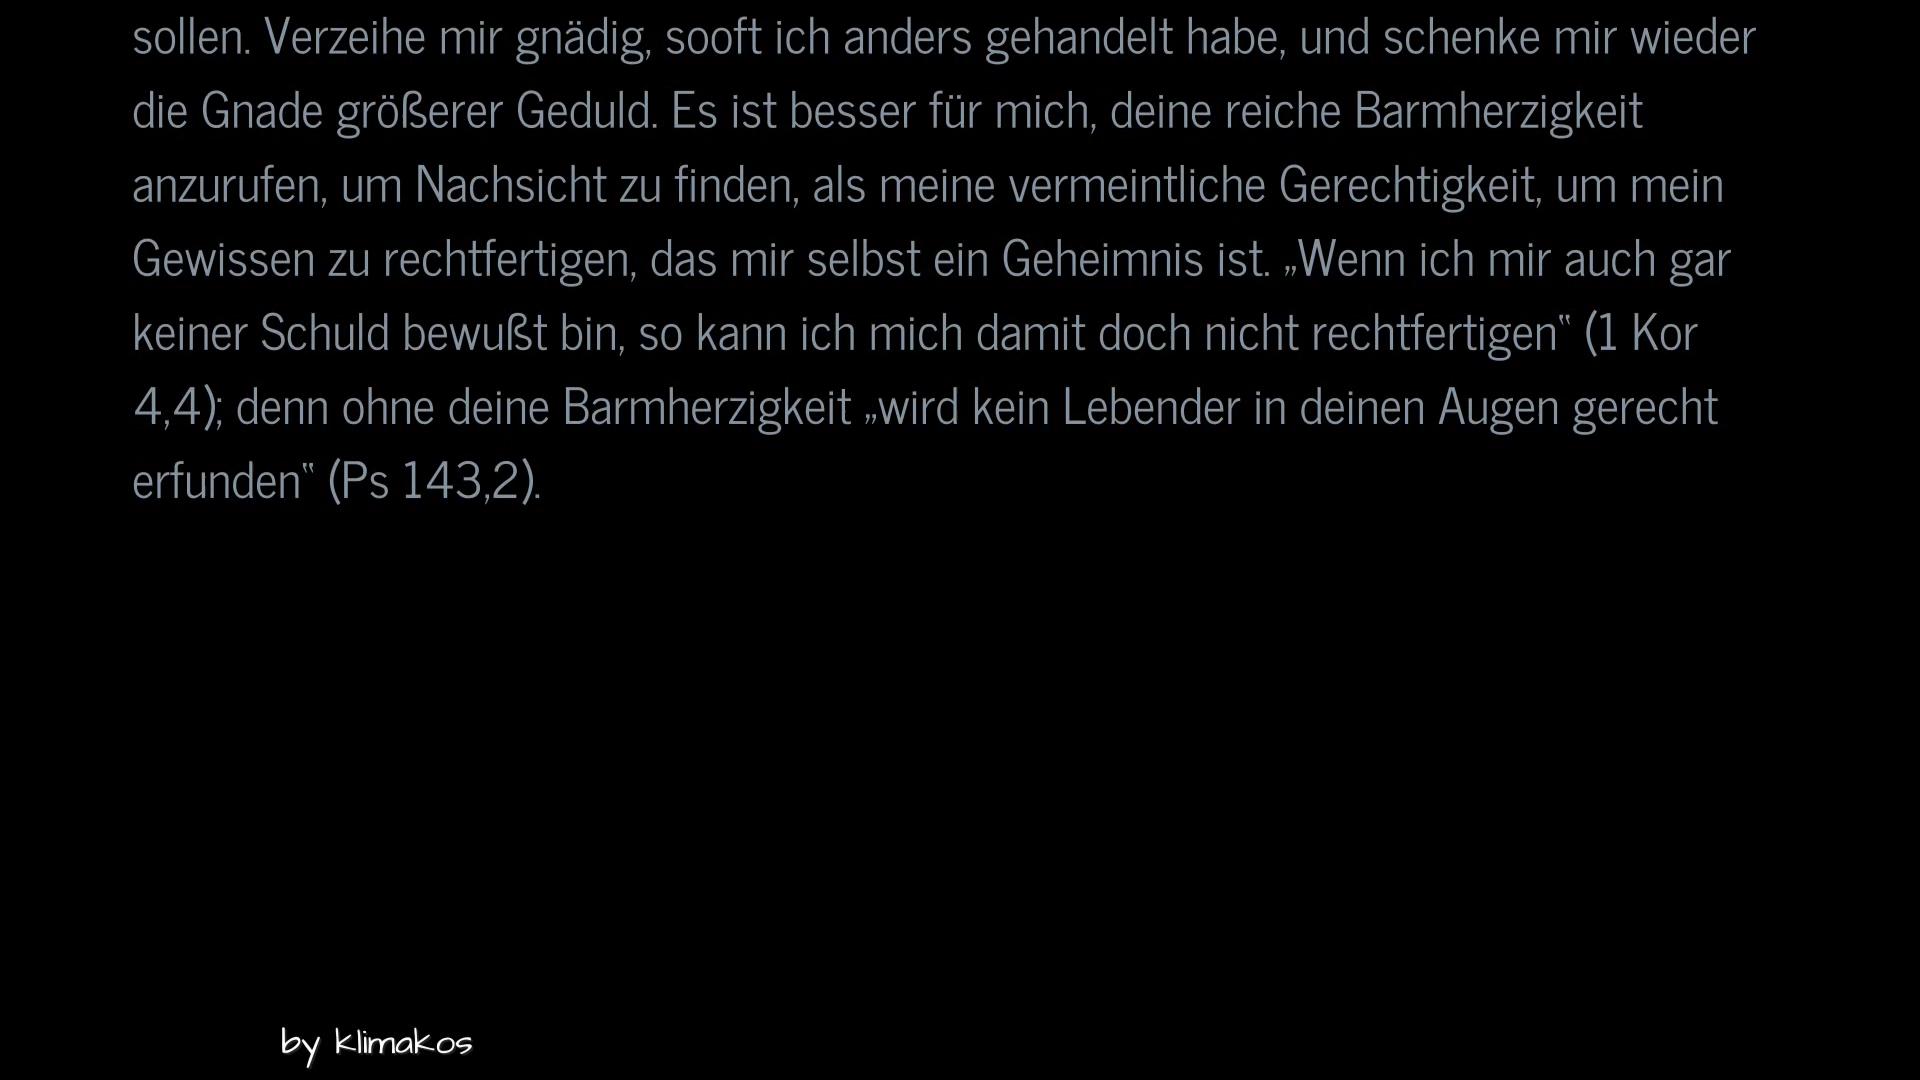 sollen. Verzeihe mir gnädig, sooft ich anders gehandelt habe, und schenke mir wieder
die Gnade größerer Geduld. Es ist besser für mich, deine reiche Barmherzigkeit
anzurufen, um Nachsicht zu finden, als meine vermeintliche Gerechtigkeit, um mein
Gewissen zu rechtfertigen, das mir selbst ein Geheimnis ist. „Wenn ich mir auch gar
keiner Schuld bewußt bin, so kann ich mich damit doch nicht rechtfertigen‟ (1 Kor
4,4); denn ohne deine Barmherzigkeit „wird kein Lebender in deinen Augen gerecht
erfunden‟ (Ps 143,2).
by klimakos